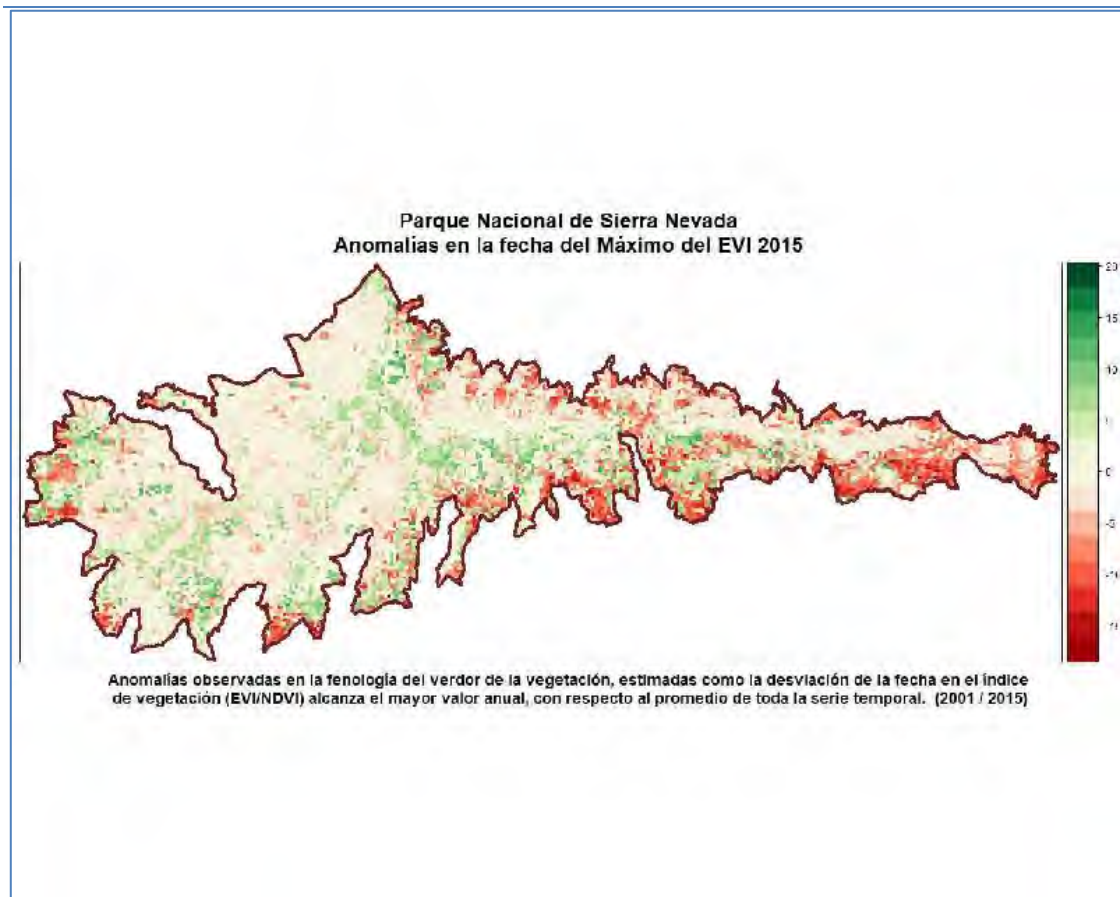 Parque Nacional de Sierra Nevada
Anomalías en la fecha del Máximo del EVI 2015
20
15
10
5
0
-5
-10
Anomalías observadas en la fenología del verdor de la vegetación, estimadas como la desviación de la fecha en el índice
de vegetación (EVI/NDVI) alcanza el mayor valor anual, con respecto al promedio de toda la serie temporal. (2001 / 2015)